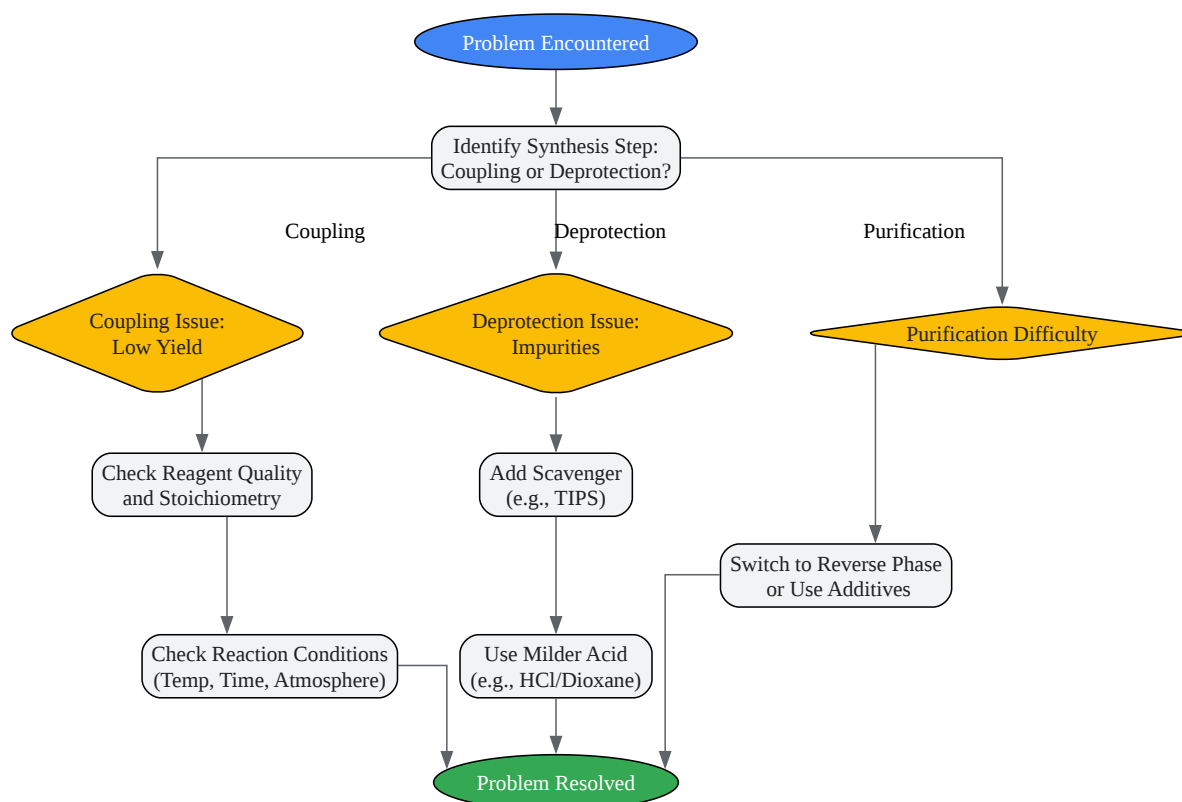 Problem Encountered
Identify Synthesis Step:
Coupling or Deprotection?
Coupling
Deprotection
Purification
Coupling Issue:
Low Yield
Deprotection Issue:
Impurities
Purification Difficulty
Check Reagent Quality
and Stoichiometry
Add Scavenger
(e.g., TIPS)
Switch to Reverse Phase
or Use Additives
Check Reaction Conditions
(Temp, Time, Atmosphere)
Use Milder Acid
(e.g., HCl/Dioxane)
Problem Resolved